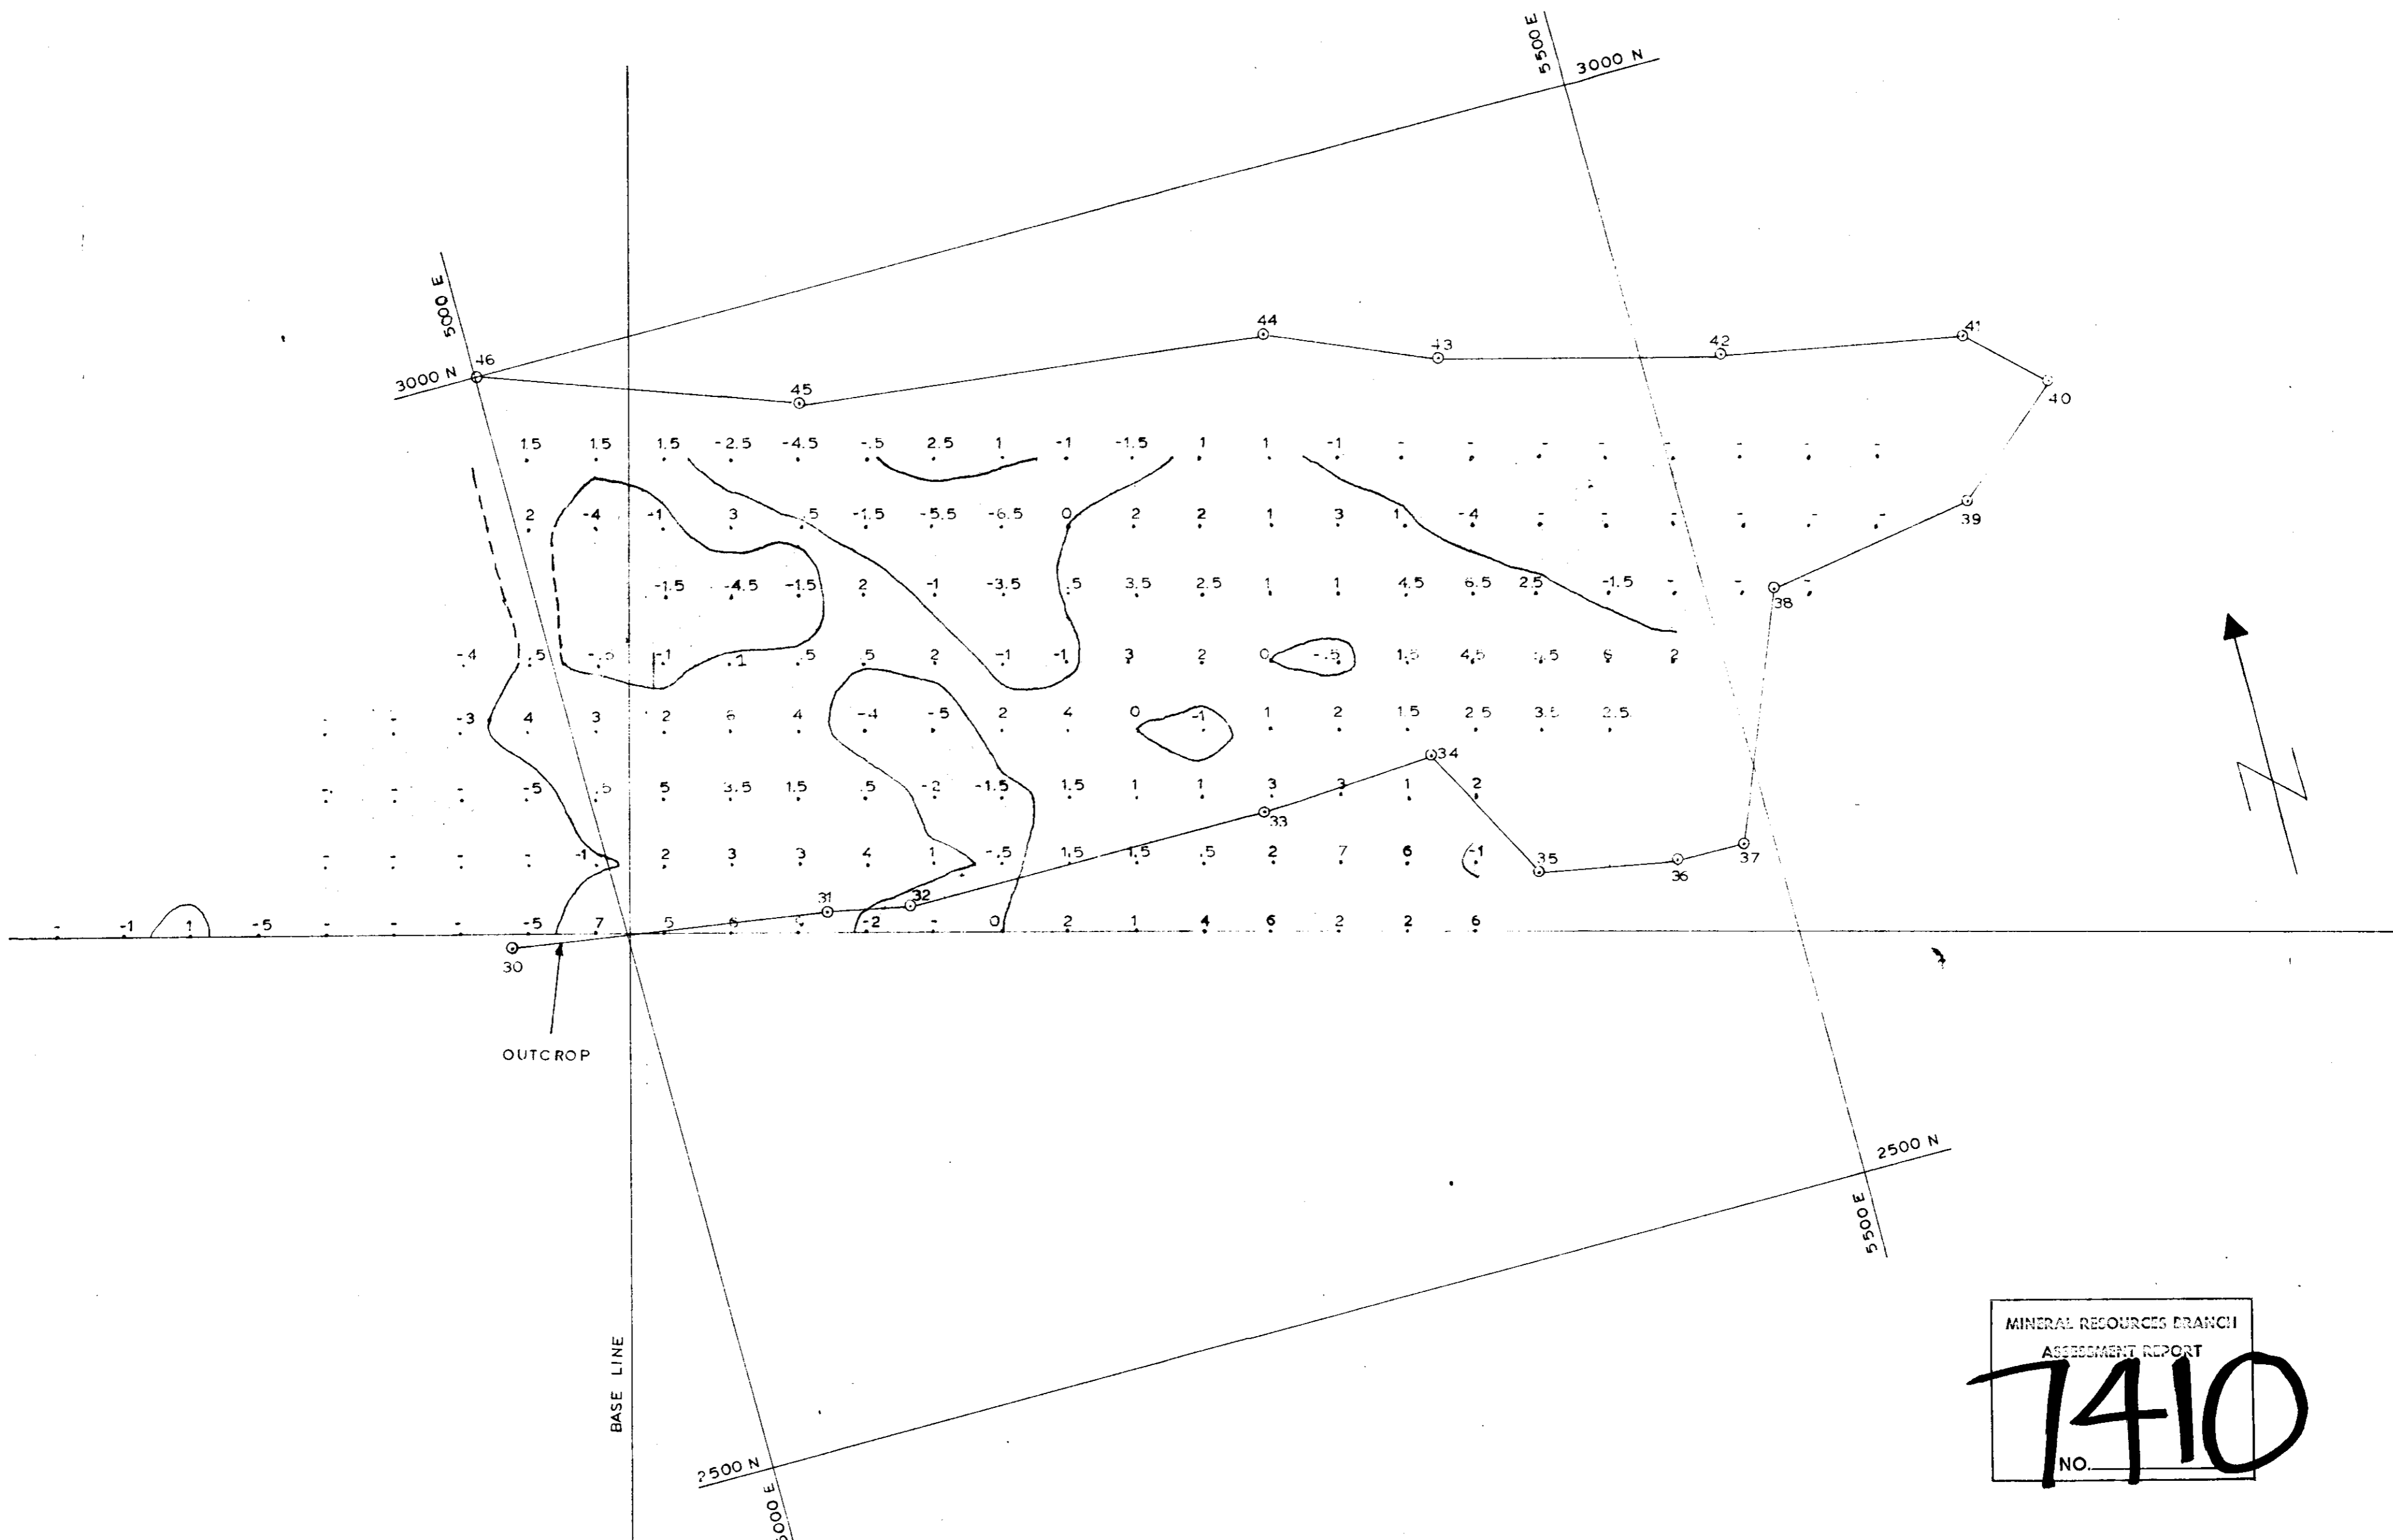 5500 E
3000 N
5000 E
3000 N
46
45
44
43
42
41
40
1.5 1.5 1.5 -2.5 -4.5 -.5 2.5 1 -1 -1.5 1 1 -1 - - - - - - - -
39
2 -4 -1 3 .5 -1.5 -5.5 -6.5 0 2 2 1 3 1 -4 - - - - - -
-1.5 -4.5 -1.5 2 -1 -3.5 .5 3.5 2.5 1 1 4.5 6.5 2.5 -1.5 - - -
38
-.4 .5 -1 .1 .5 .5 2 -1 -1 3 2 0 -.5 1.5 4.5 6 2
- - -3 4 3 2 6 4 -4 -5 2 4 0 -1 1 2 1.5 2.5 3.5 2.5
34
- - - -5 .5 5 3.5 1.5 .5 -2 -1.5 1.5 1 1 3 3 1 2
33
- - - - -1 2 3 3 4 1 -.5 1.5 1.5 .5 2 7 6 -1
35
36
37
31
32
- -1 1 -5 - - - -5 7 5 6 -2 - 0 2 1 4 6 2 2 6
30
OUTCROP
2500 N
5500 E
BASE LINE
2500 N
5000 E
MINERAL RESOURCES BRANCH
ASSESSMENT REPORT
7410
NO.
N